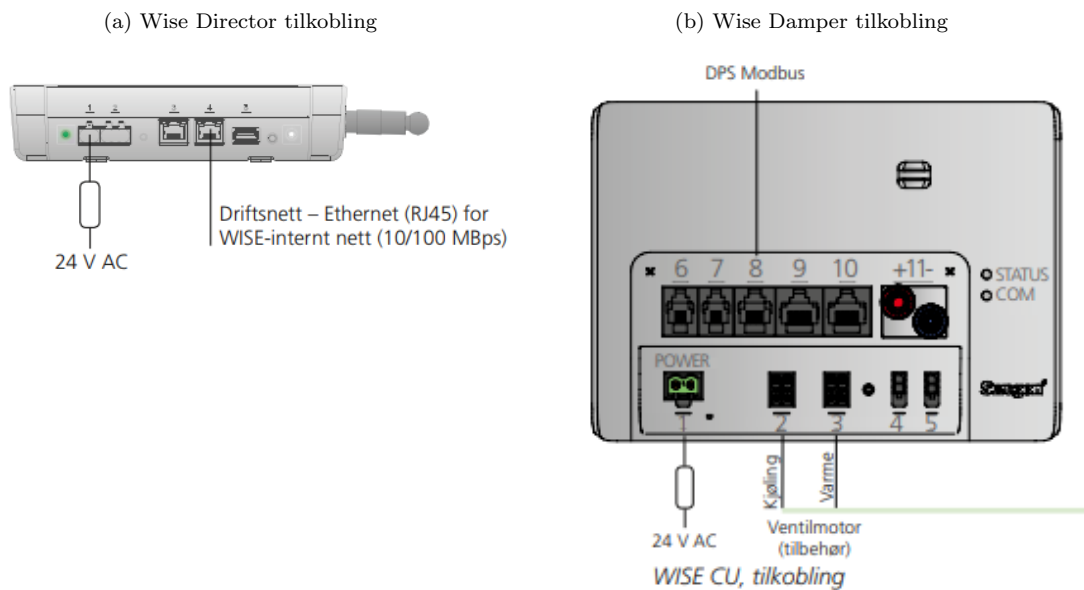 (a) Wise Director tilkobling
1 2 3 4 5
Driftsnett – Ethernet (RJ45) for
WISE-internt nett (10/100 MBps)
24 V AC
(b) Wise Damper tilkobling
DPS Modbus
6 7 8 9 10 +11-
STATUS
COM
POWER
Swegon
1 2 3 4 5
Kjøling
Varme
24 V AC
Ventilmotor
(tilbehør)
WISE CU, tilkobling